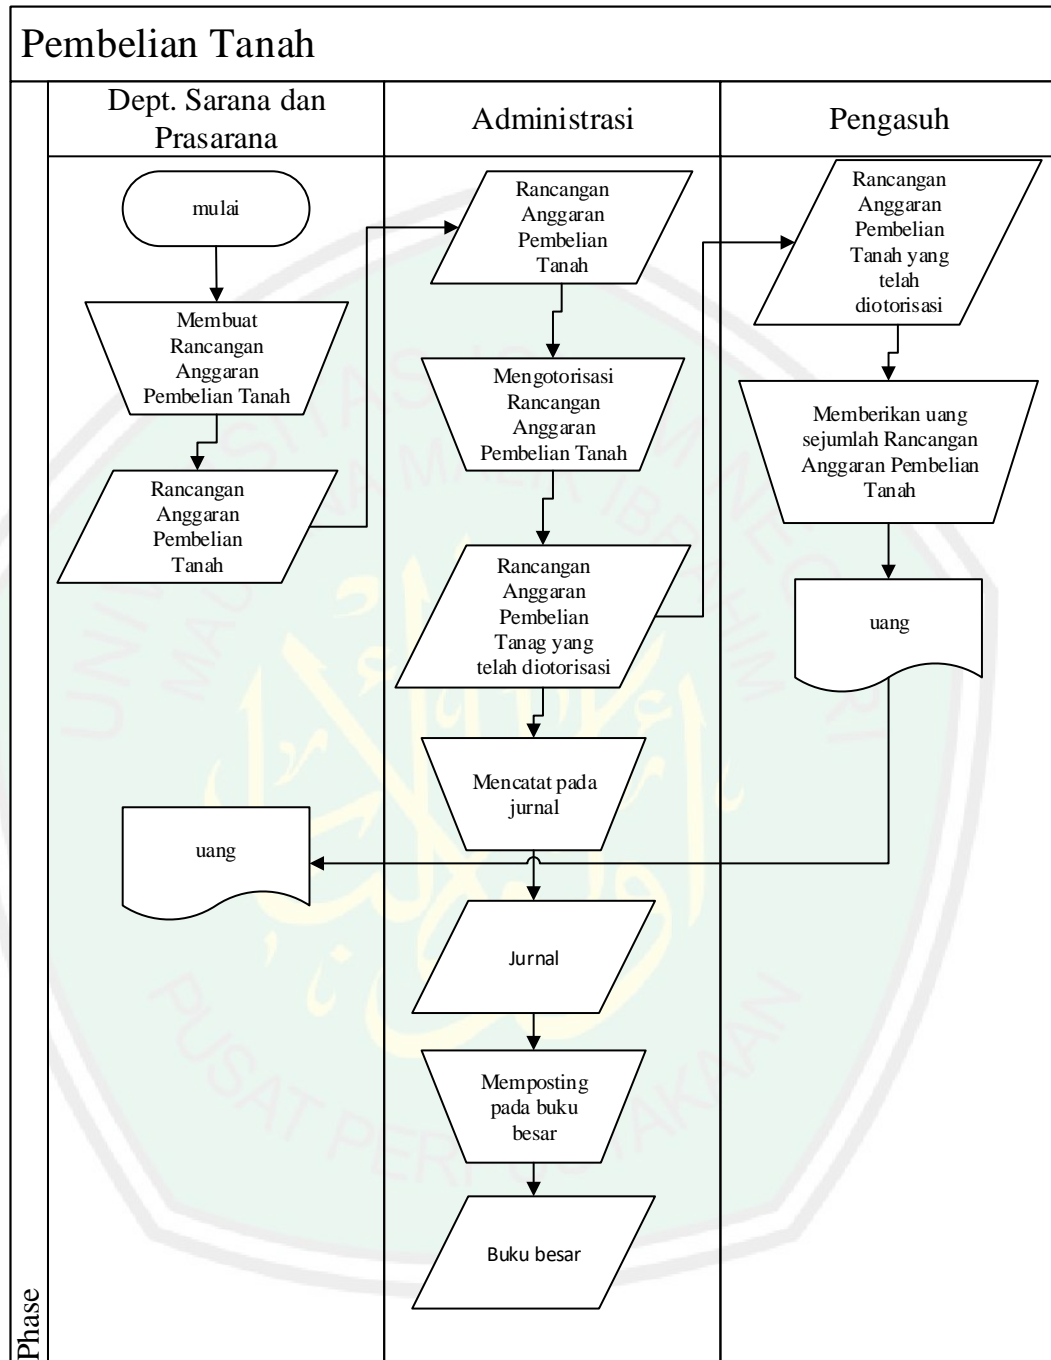 Pembelian Tanah
Dept. Sarana dan
Prasarana
Administrasi
Pengasuh
mulai
Membuat
Rancangan
Anggaran
Pembelian Tanah
Rancangan
Anggaran
Pembelian
Tanah
uang
Rancangan
Anggaran
Pembelian
Tanah
Mengotorisasi
Rancangan
Anggaran
Pembelian Tanah
Rancangan
Anggaran
Pembelian
Tanag yang
telah diotorisasi
Mencatat pada
jurnal
Jurnal
Memposting
pada buku
besar
Buku besar
Rancangan
Anggaran
Pembelian
Tanah yang
telah
diotorisasi
Memberikan uang
sejumlah Rancangan
Anggaran Pembelian
Tanah
uang
Phase
PUSAT PERPUSTAKAAN